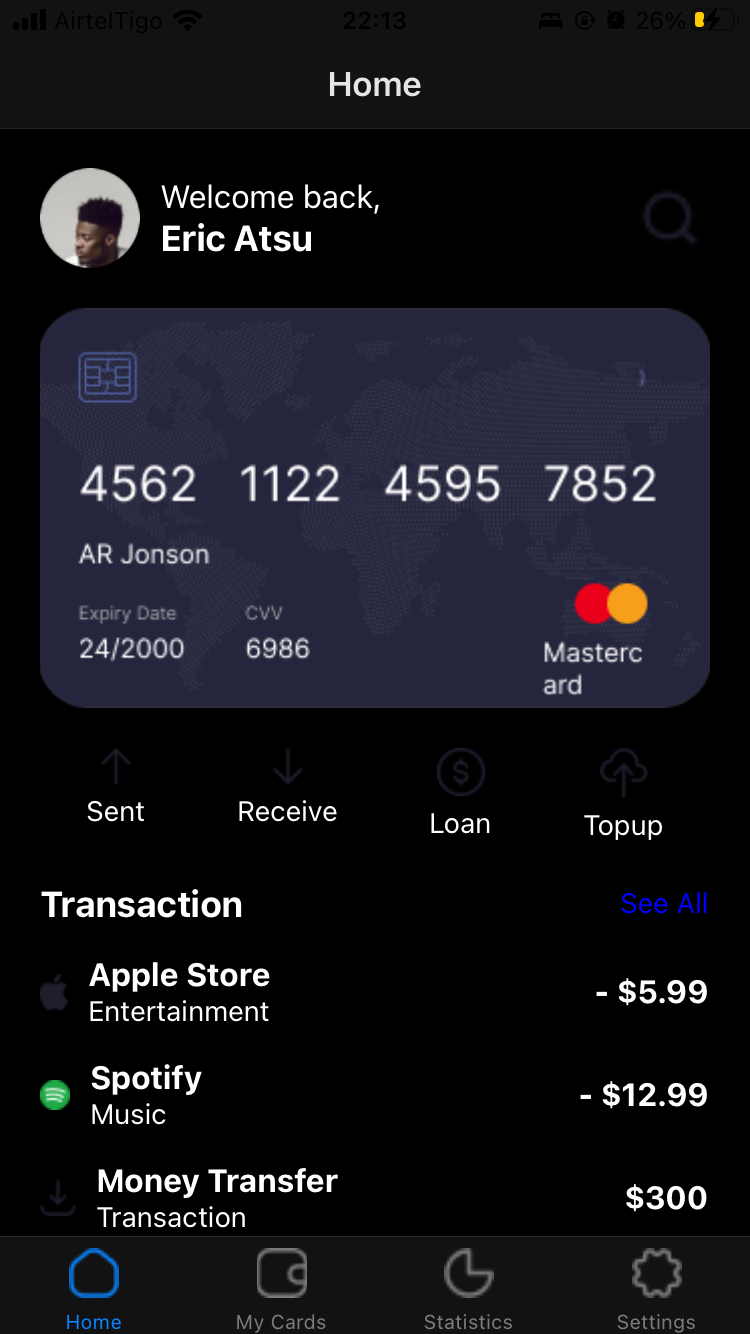 AirtelTigo 22:13 26%
Home
Welcome back,
Eric Atsu
4562 1122 4595 7852
AR Jonson
Expiry Date CVV
24/2000 6986
Masterc
ard
Sent Receive Loan Topup
Transaction See All
Apple Store
Entertainment
- $5.99
Spotify
Music
- $12.99
Money Transfer
Transaction
$300
Home My Cards Statistics Settings